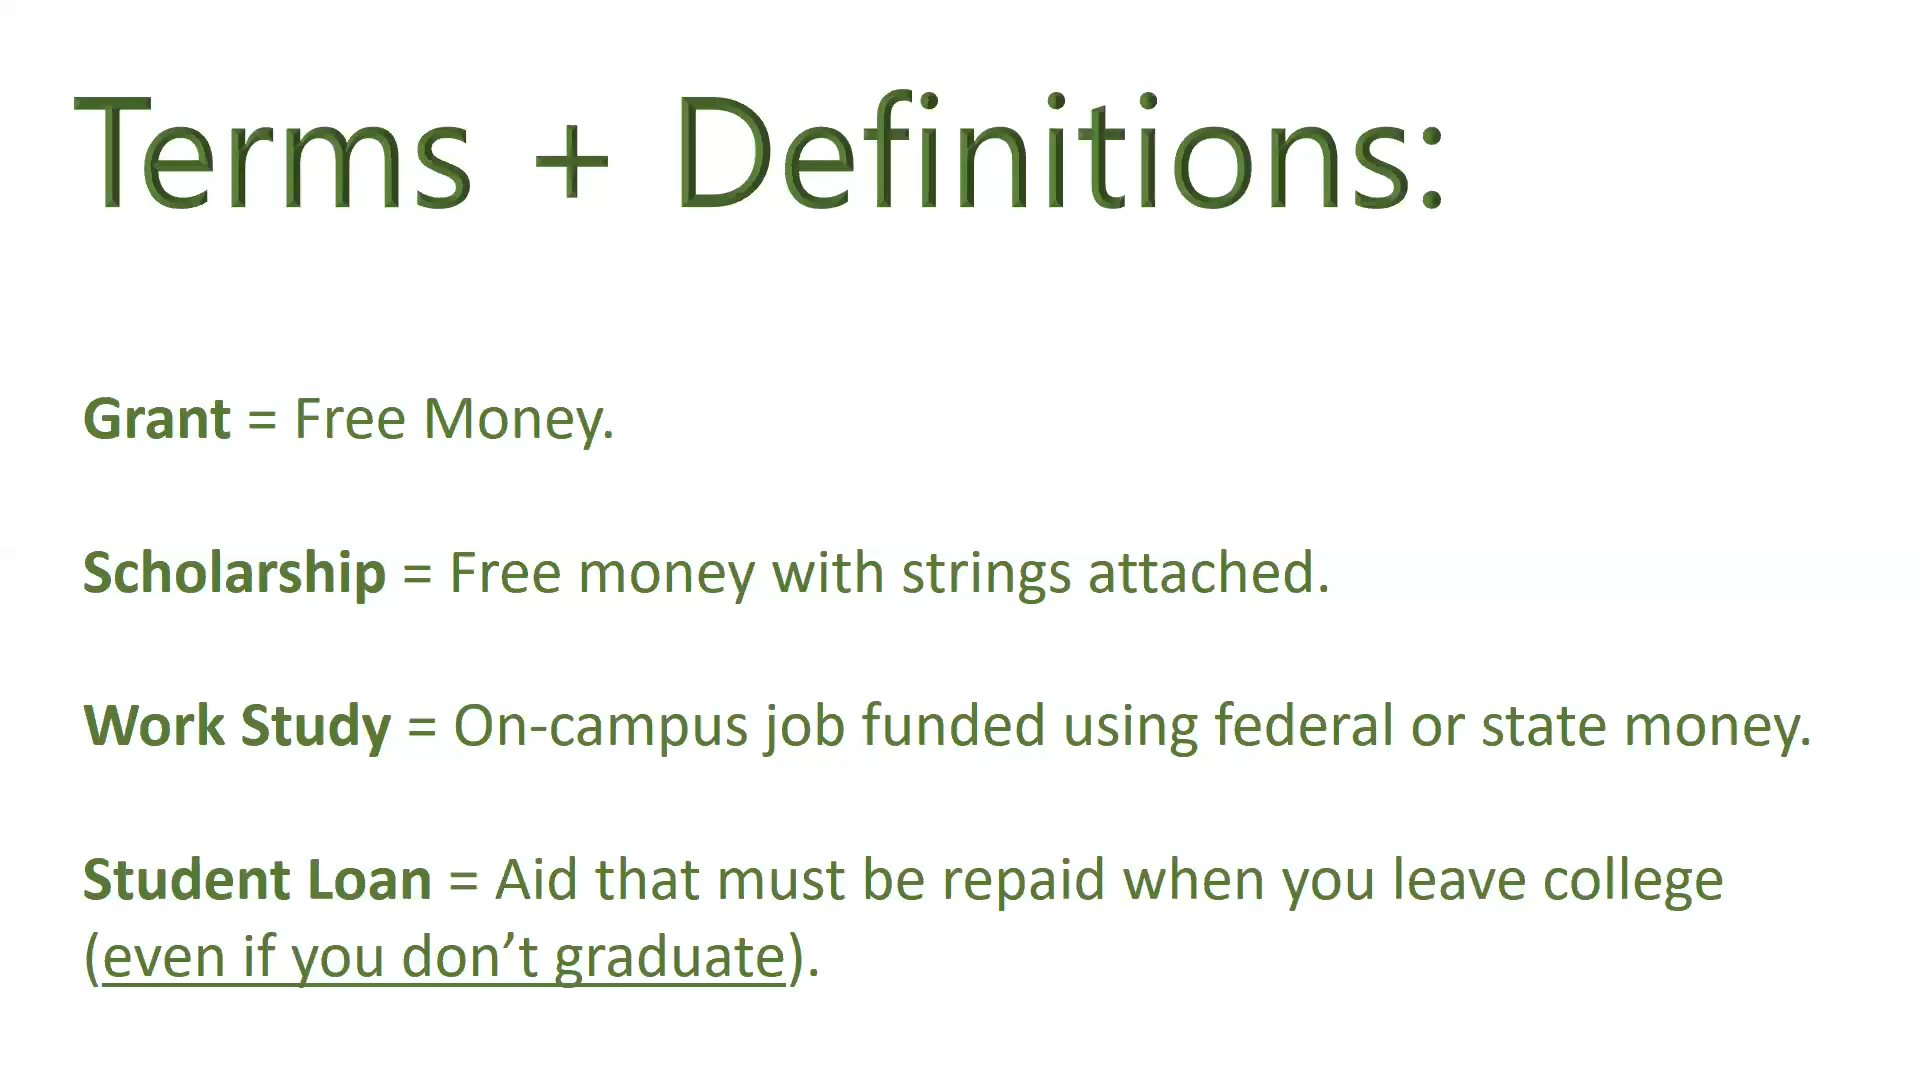 Terms + Definitions:
Grant = Free Money.
Scholarship = Free money with strings attached.
Work Study = On-campus job funded using federal or state money.
Student Loan = Aid that must be repaid when you leave college
(even if you don’t graduate).